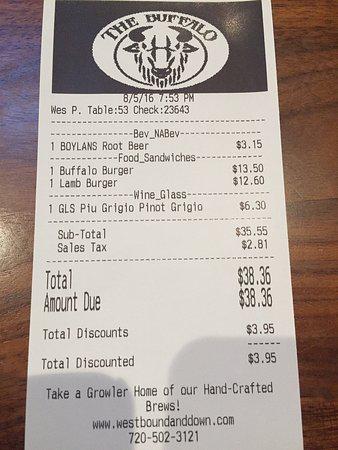 THE BUFFALO
8/5/16 7:53 PM
Wes P. Table:53 Check:23643
Bev_NABev
1 BOYLANS Root Beer $3.15
Food_Sandwiches
1 Buffalo Burger $13.50
1 Lamb Burger $12.60
Wine_Glass
1 GLS Piu Grigio Pinot Grigio $6.30
Sub-Total $35.55
Sales Tax $2.81
Total $38.36
Amount Due $38.36
Total Discounts $3.95
Total Discounted $3.95
Take a Growler Home of our Hand-Crafted
Brews!
www.westboundanddown.com
720-502-3121